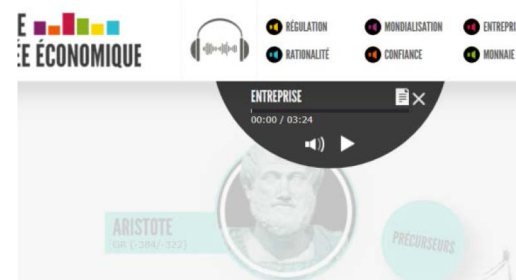 E
E ÉCONOMIQUE
RÉGULATION
MONDIALISATION
ENTREPRI
RATIONALITÉ
CONFIANCE
MONNAIE
ENTREPRISE
00:00 / 03:24
ARISTOTE
GR (-384/-322)
PRÉCURSEURS